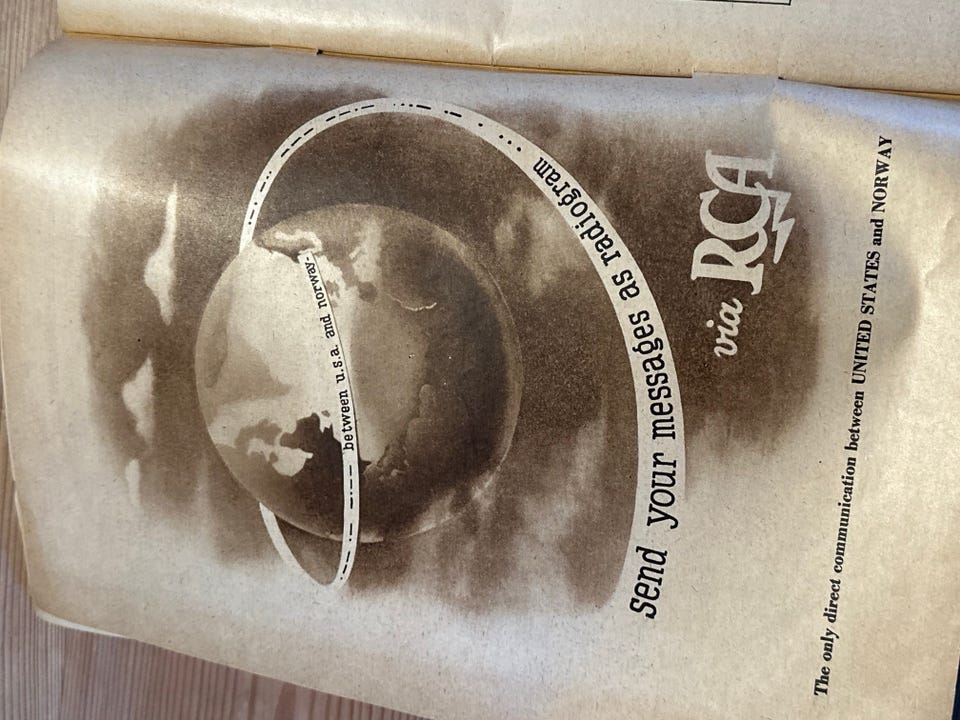 send your messages as radiogram
between u.s.a. and norway-
via RCA
The only direct communication between UNITED STATES and NORWAY